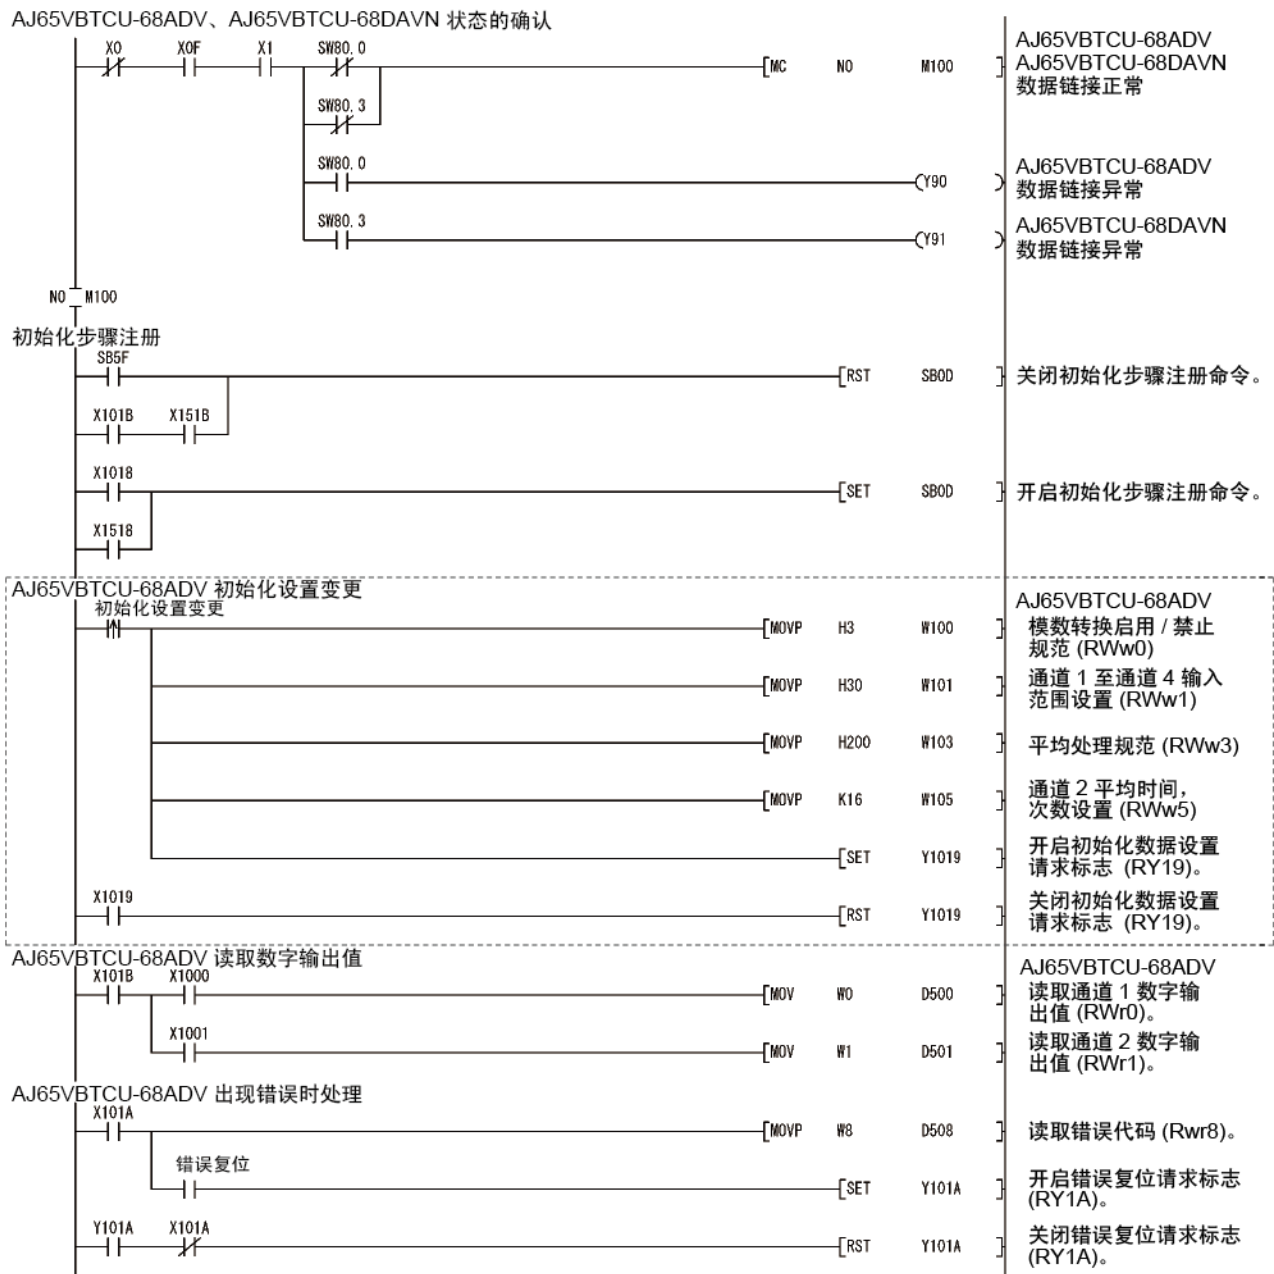 AJ65VBTCU-68ADV、AJ65VBTCU-68DAVN 状态的确认
X0 X0F X1 SW80.0
MC N0 M100
AJ65VBTCU-68ADV
AJ65VBTCU-68DAVN
数据链接正常
SW80.3
SW80.0
Y90
AJ65VBTCU-68ADV
数据链接异常
SW80.3
Y91
AJ65VBTCU-68DAVN
数据链接异常
N0 M100
初始化步骤注册
SB5F
RST SB0D
关闭初始化步骤注册命令。
X101B X151B
X1018
SET SB0D
开启初始化步骤注册命令。
X1518
AJ65VBTCU-68ADV 初始化设置变更
初始化设置变更
MOVP H3 W100
AJ65VBTCU-68ADV
模数转换启用 / 禁止
规范 (RWw0)
MOVP H30 W101
通道 1 至通道 4 输入
范围设置 (RWw1)
MOVP H200 W103
平均处理规范 (RWw3)
MOVP K16 W105
通道 2 平均时间，
次数设置 (RWw5)
SET Y1019
开启初始化数据设置
请求标志 (RY19)。
X1019
RST Y1019
关闭初始化数据设置
请求标志 (RY19)。
AJ65VBTCU-68ADV 读取数字输出值
X101B X1000
MOV W0 D500
AJ65VBTCU-68ADV
读取通道 1 数字输
出值 (RWr0)。
X1001
MOV W1 D501
读取通道 2 数字输
出值 (RWr1)。
AJ65VBTCU-68ADV 出现错误时处理
X101A
MOVP W8 D508
读取错误代码 (Rwr8)。
错误复位
SET Y101A
开启错误复位请求标志
(RY1A)。
Y101A X101A
RST Y101A
关闭错误复位请求标志
(RY1A)。